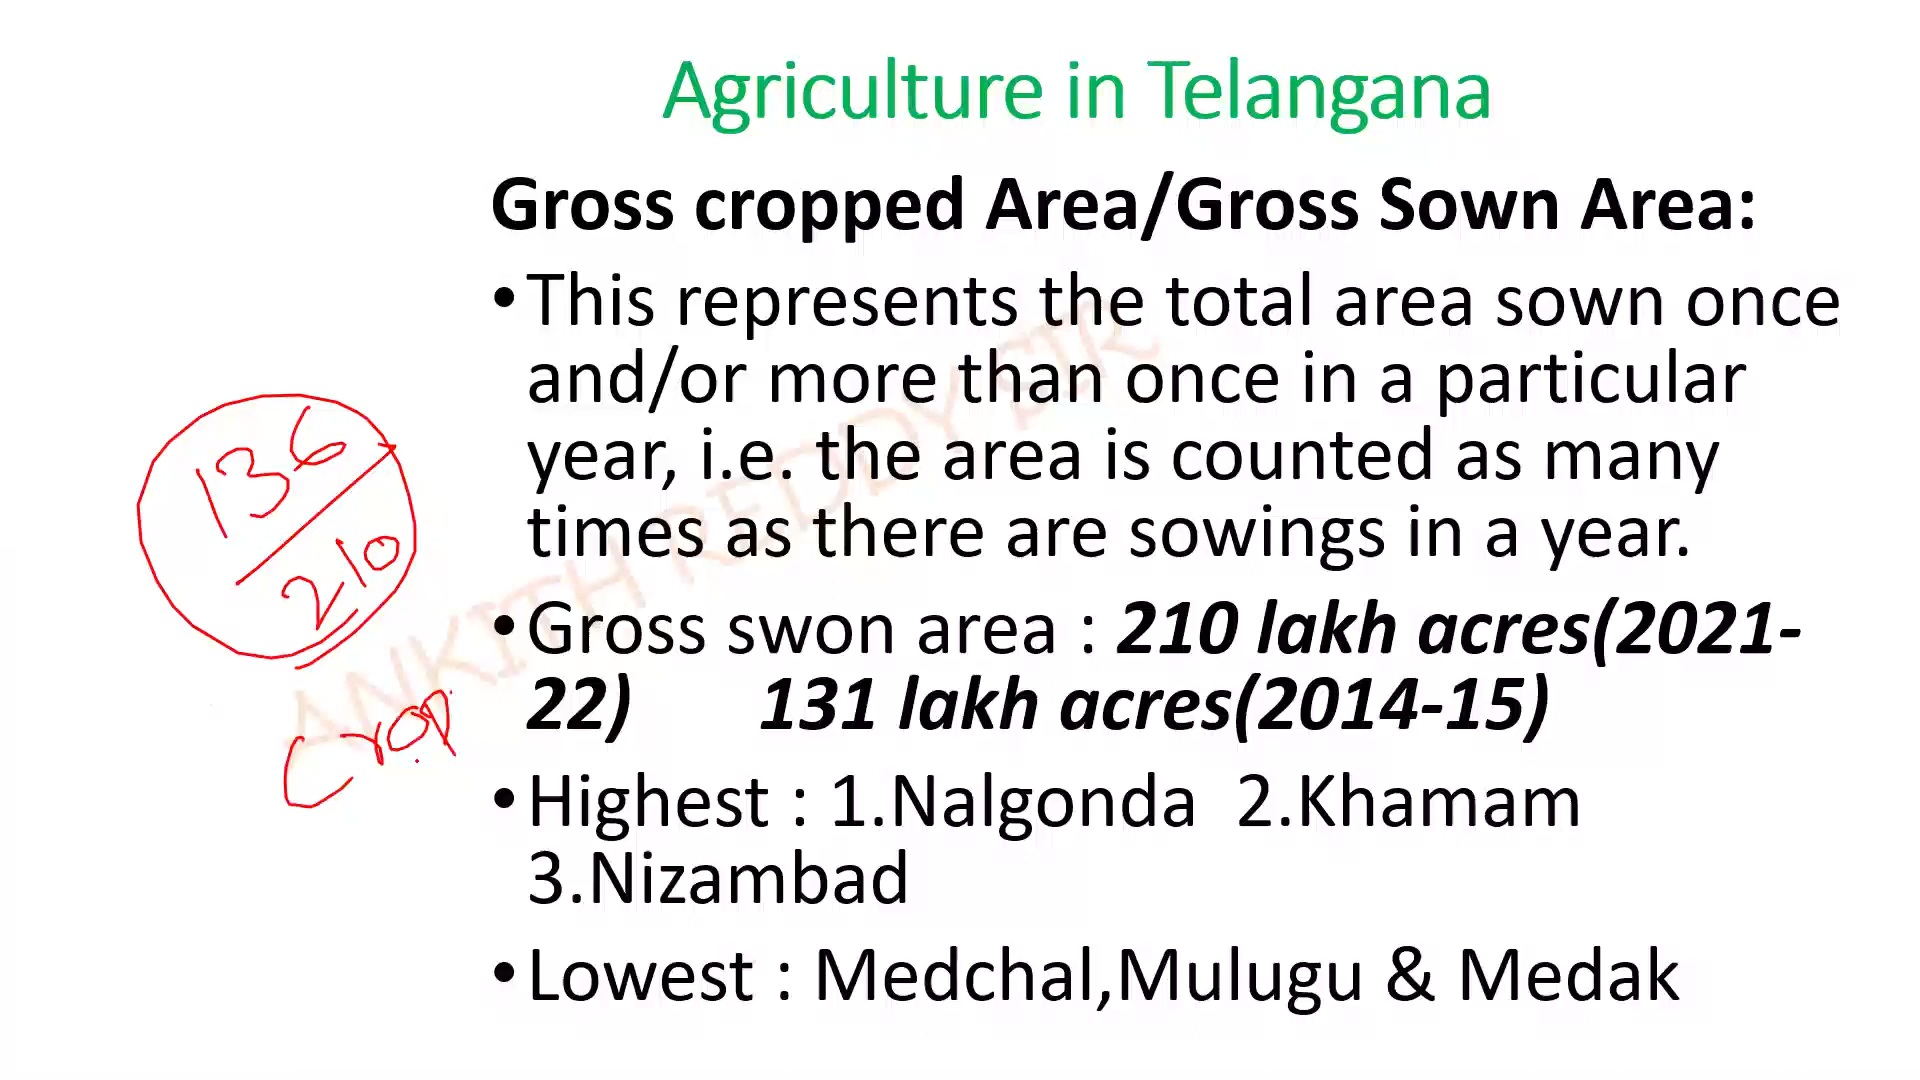 Agriculture in Telangana
Gross cropped Area/Gross Sown Area:
•This represents the total area sown once
and/or more than once in a particular
year, i.e. the area is counted as many
times as there are sowings in a year.
•Gross swon area : 210 lakh acres(2021-
22) 131 lakh acres(2014-15)
•Highest : 1.Nalgonda 2.Khamam
3.Nizambad
•Lowest : Medchal,Mulugu & Medak
136
210
crop
ANKITH REDDY SIR